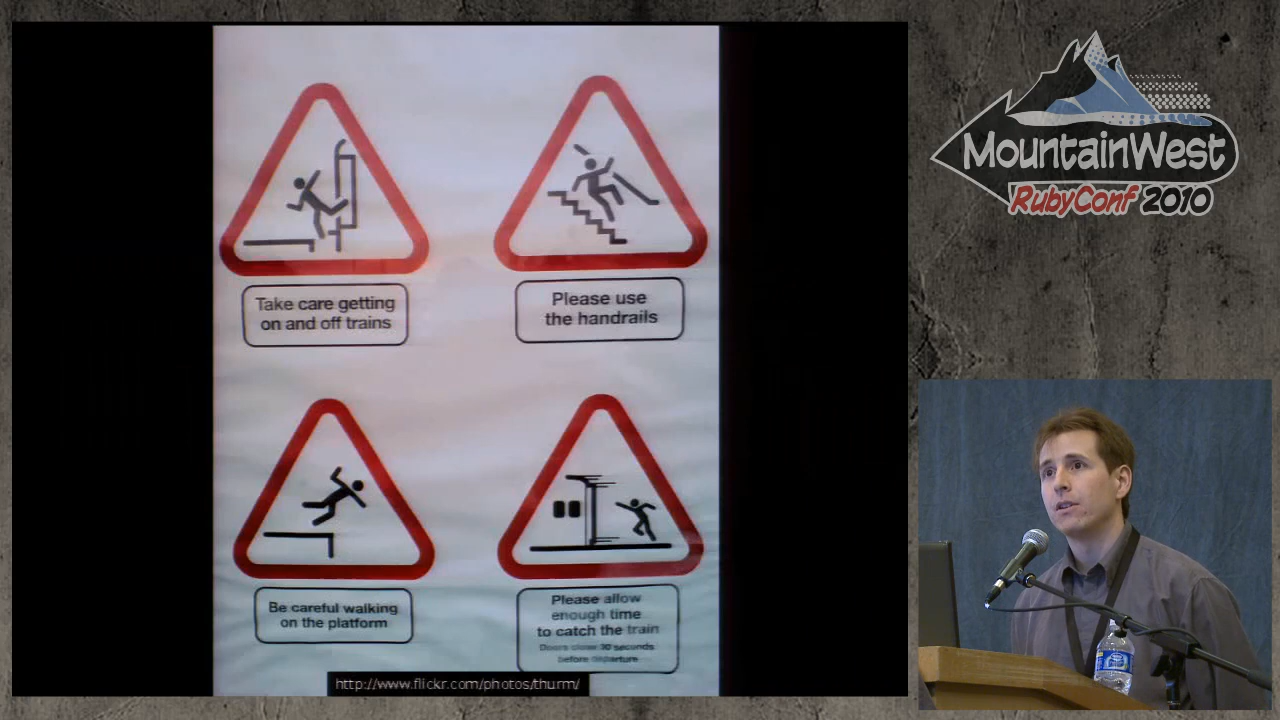 Take care getting
on and off trains
Please use
the handrails
Be careful walking
on the platform
Please allow
enough time
to catch the train
Doors close 30 seconds
before departure
http://www.flickr.com/photos/thurm/
MountainWest
RubyConf 2010